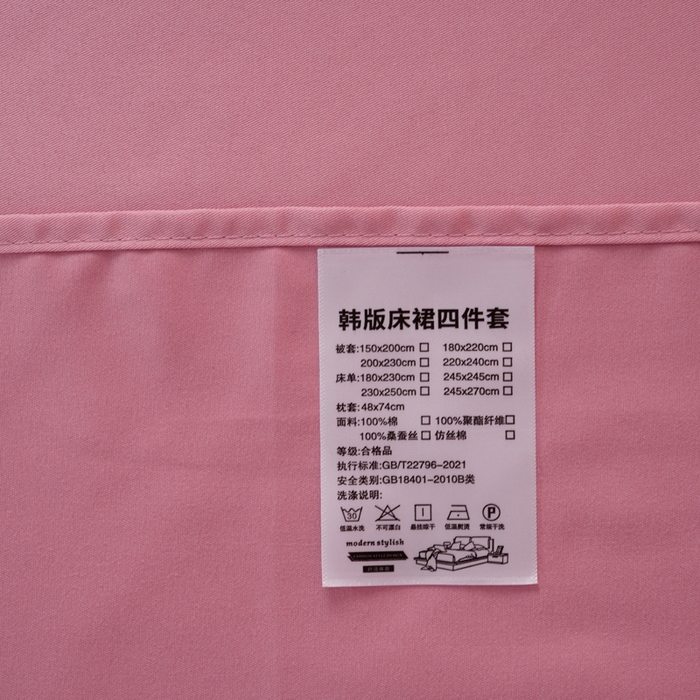 韩版床裙四件套
被套:150x200cm □ 180x220cm □
200x230cm □ 220x240cm □
床单:180x230cm □ 245x245cm □
230x250cm □ 245x270cm □
枕套:48x74cm
面料:100%棉 □ 100%聚酯纤维□
100%桑蚕丝 □ 仿丝棉 □
等级:合格品
执行标准:GB/T22796-2021
安全类别:GB18401-2010B类
洗涤说明:
30 P
低温水洗 不可漂白 悬挂晾干 低温熨烫 常规干洗
modern stylish